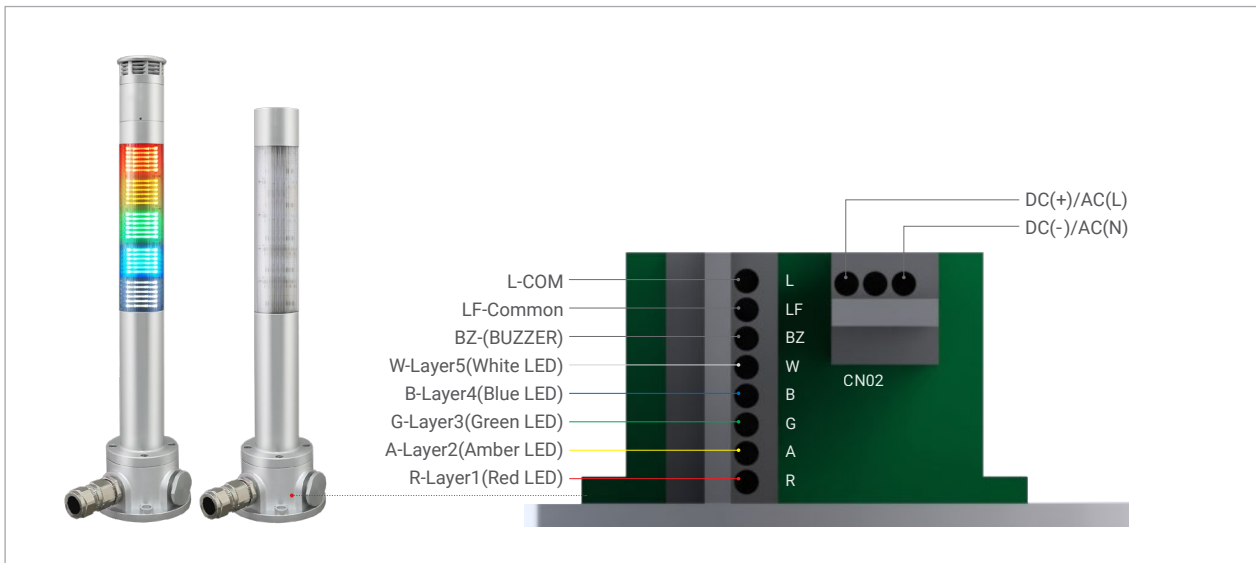 DC(+)/AC(L)
DC(-)/AC(N)
L-COM
L
LF-Common
LF
BZ-(BUZZER)
BZ
W-Layer5(White LED)
W
CN02
B-Layer4(Blue LED)
B
G-Layer3(Green LED)
G
A-Layer2(Amber LED)
A
R-Layer1(Red LED)
R